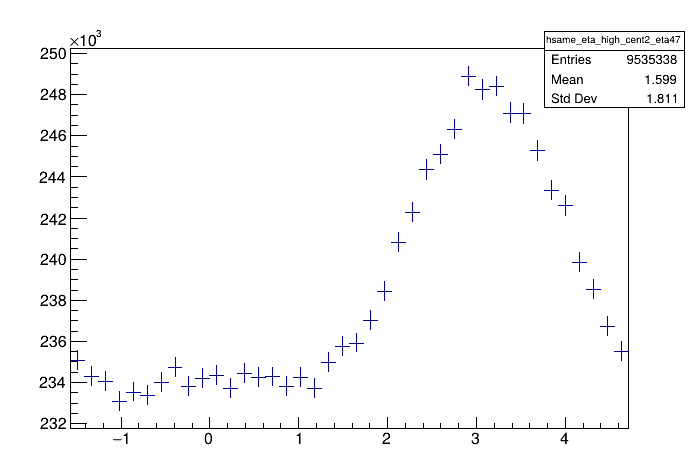 ×10³
hsame_eta_high_cent2_eta47
Entries 9535338
Mean 1.599
Std Dev 1.811
250
248
246
244
242
240
238
236
234
232
−1 0 1 2 3 4